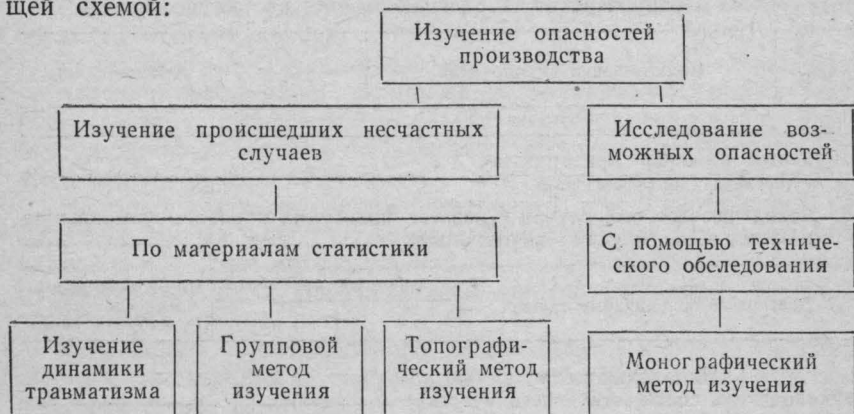 щей схемой:
Изучение опасностей
производства
Изучение происшедших несчастных
случаев
Исследование воз-
можных опасностей
По материалам статистики
С помощью техниче-
ского обследования
Изучение
динамики
травматизма
Групповой
метод
изучения
Топографи-
ческий метод
изучения
Монографический
метод изучения